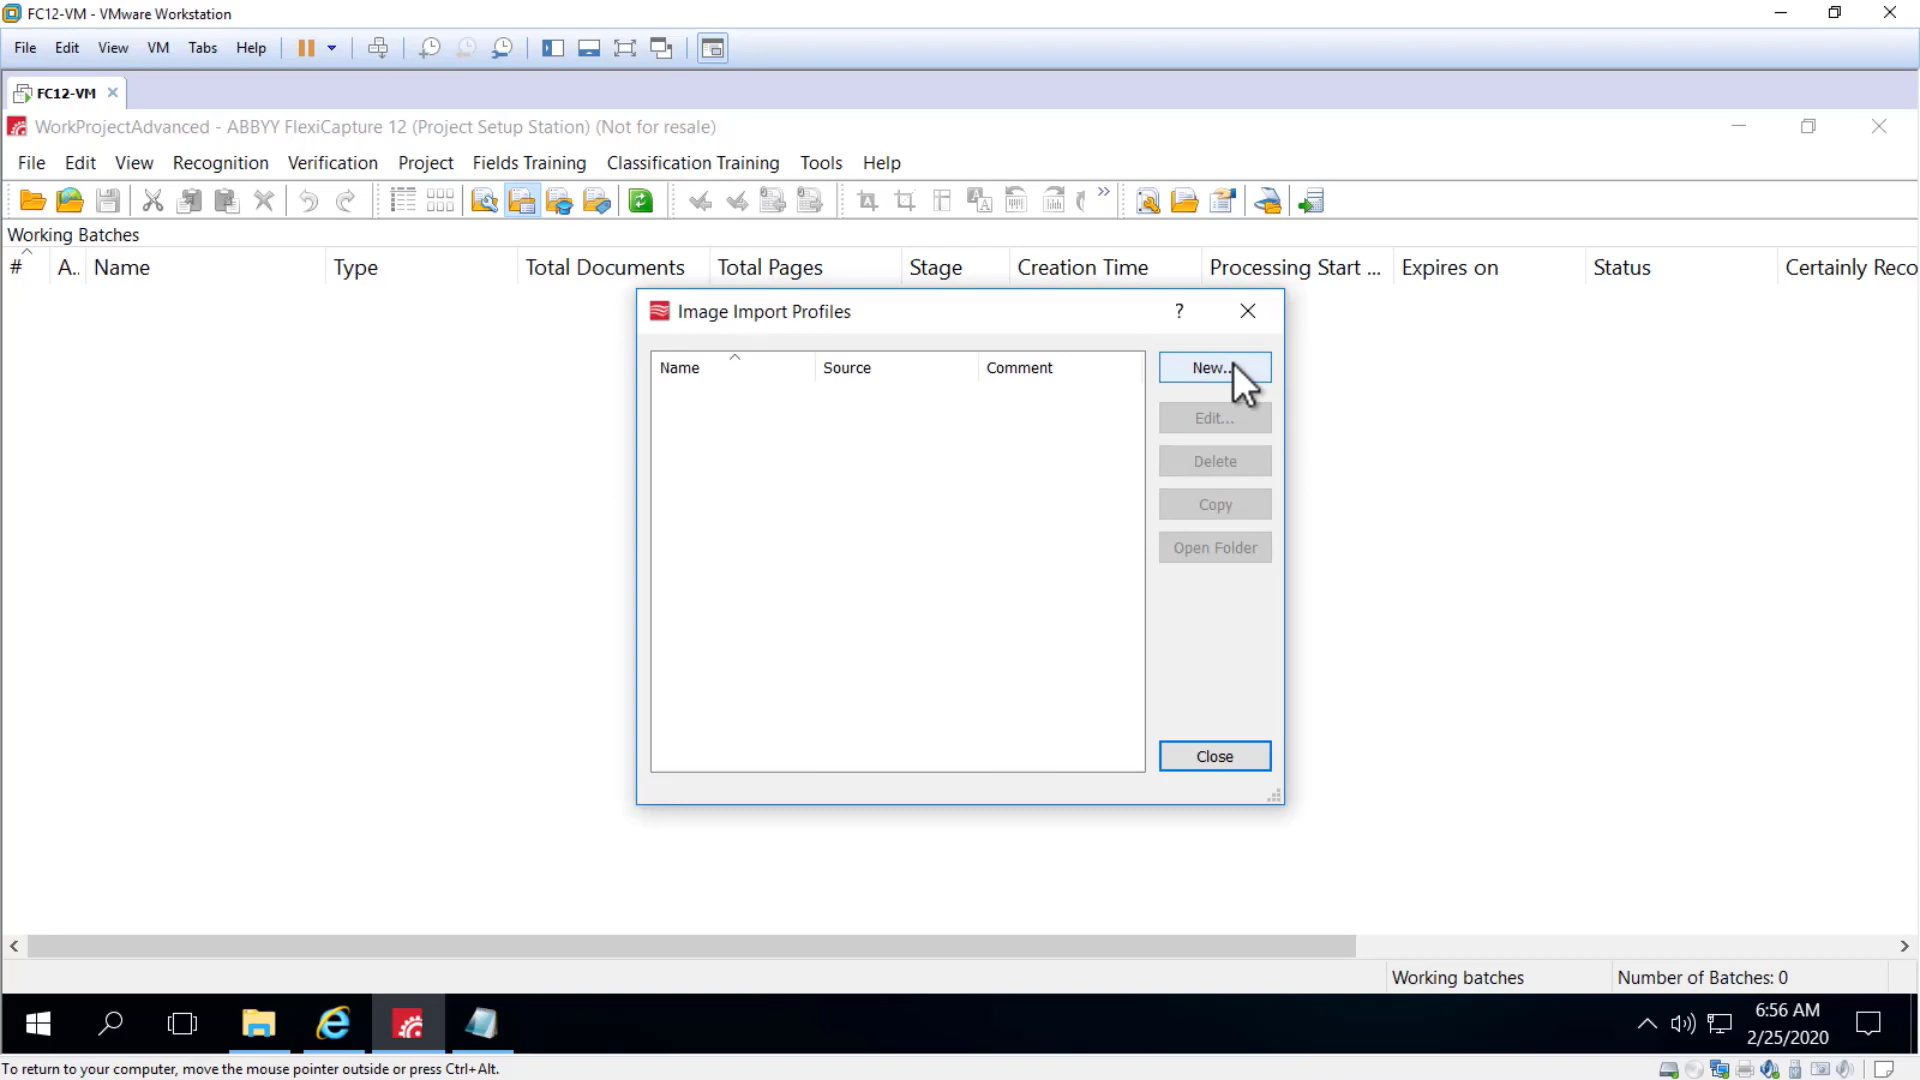 FC12-VM - VMware Workstation
File Edit View VM Tabs Help
FC12-VM
WorkProjectAdvanced - ABBYY FlexiCapture 12 (Project Setup Station) (Not for resale)
File Edit View Recognition Verification Project Fields Training Classification Training Tools Help
Working Batches
# A.. Name Type Total Documents Total Pages Stage Creation Time Processing Start ... Expires on Status Certainly Reco
Image Import Profiles ?
Name Source Comment New...
Edit...
Delete
Copy
Open Folder
Close
Working batches Number of Batches: 0
6:56 AM
2/25/2020
To return to your computer, move the mouse pointer outside or press Ctrl+Alt.